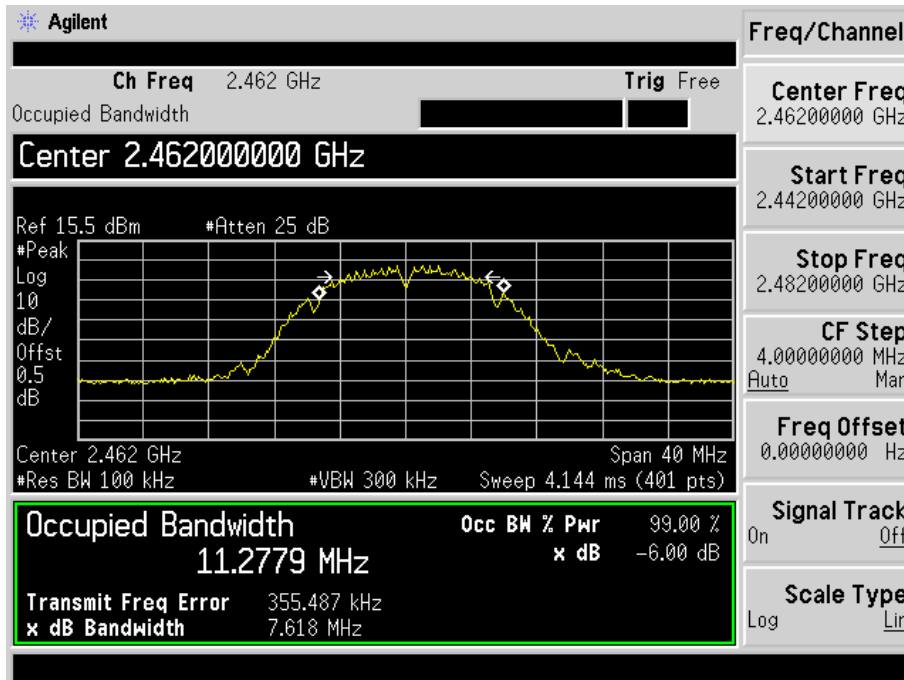 Agilent
Freq/Channel
Ch Freq 2.462 GHz Trig Free
Occupied Bandwidth
Center 2.462000000 GHz
Center Freq
2.46200000 GHz
Start Freq
2.44200000 GHz
Stop Freq
2.48200000 GHz
CF Step
4.00000000 MHz
Auto Man
Freq Offset
0.00000000 Hz
Signal Track
On Off
Scale Type
Log Lin
Ref 15.5 dBm #Atten 25 dB
#Peak
Log
10
dB/
Offst
0.5
dB
Center 2.462 GHz Span 40 MHz
#Res BW 100 kHz #VBW 300 kHz Sweep 4.144 ms (401 pts)
Occupied Bandwidth Occ BW % Pwr 99.00 %
11.2779 MHz x dB -6.00 dB
Transmit Freq Error 355.487 kHz
x dB Bandwidth 7.618 MHz